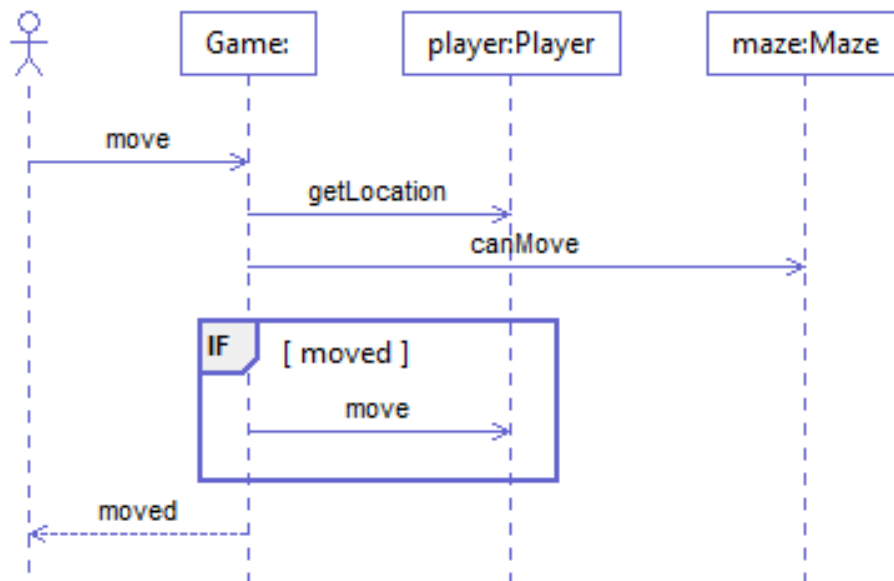 Game:
player:Player
maze:Maze
move
getLocation
canMove
IF
[ moved ]
move
moved